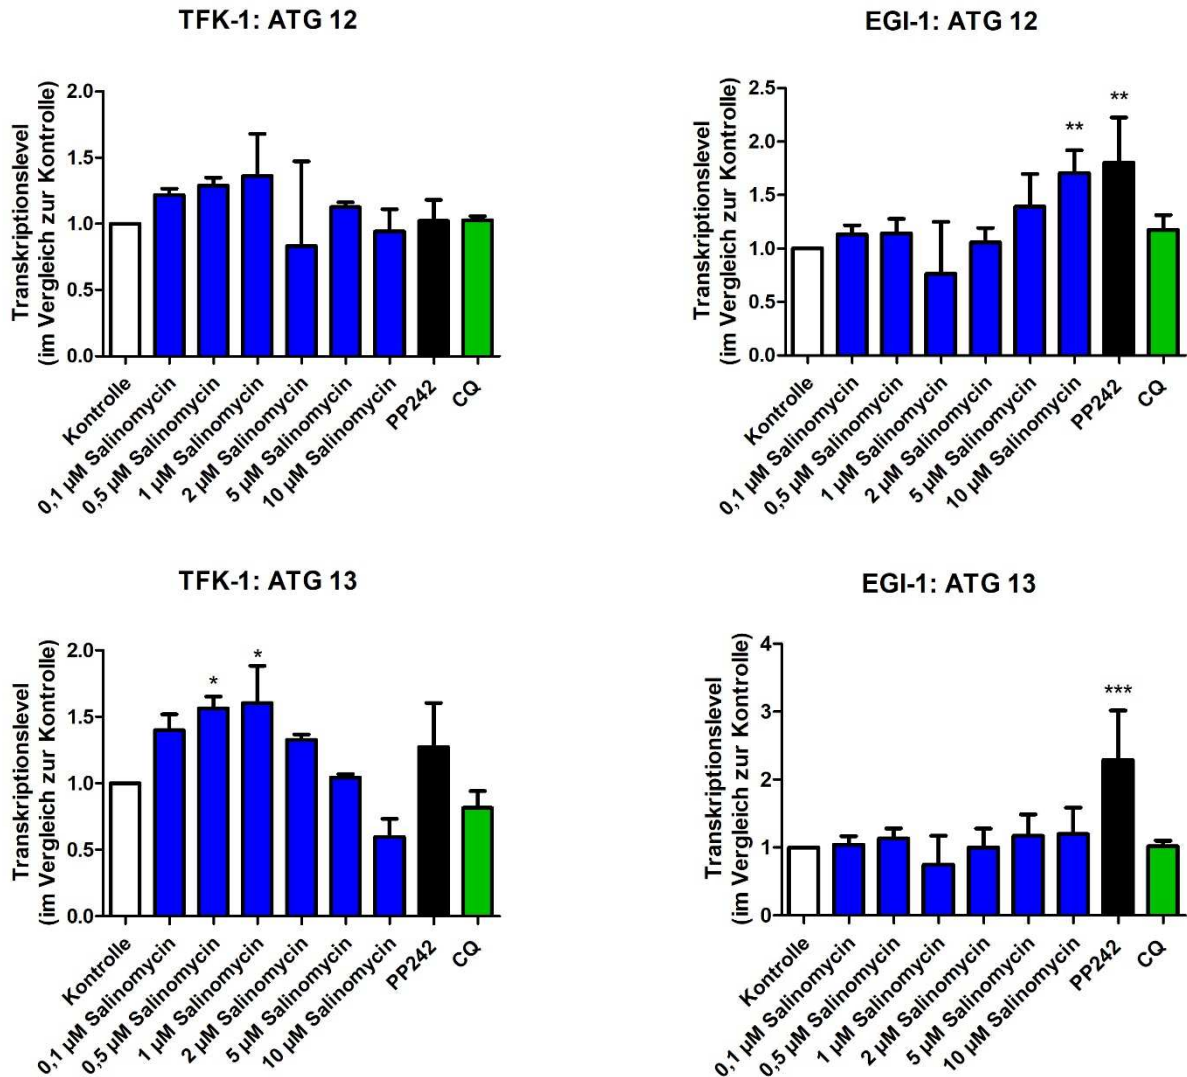 TFK-1: ATG 12
Transkriptionslevel
(im Vergleich zur Kontrolle)
2.0
1.5
1.0
0.5
0.0
Kontrolle
0,1 µM Salinomycin
0,5 µM Salinomycin
1 µM Salinomycin
2 µM Salinomycin
5 µM Salinomycin
10 µM Salinomycin
PP242
CQ
EGI-1: ATG 12
Transkriptionslevel
(im Vergleich zur Kontrolle)
2.5
2.0
1.5
1.0
0.5
0.0
**
**
Kontrolle
0,1 µM Salinomycin
0,5 µM Salinomycin
1 µM Salinomycin
2 µM Salinomycin
5 µM Salinomycin
10 µM Salinomycin
PP242
CQ
TFK-1: ATG 13
Transkriptionslevel
(im Vergleich zur Kontrolle)
2.0
1.5
1.0
0.5
0.0
*
*
Kontrolle
0,1 µM Salinomycin
0,5 µM Salinomycin
1 µM Salinomycin
2 µM Salinomycin
5 µM Salinomycin
10 µM Salinomycin
PP242
CQ
EGI-1: ATG 13
Transkriptionslevel
(im Vergleich zur Kontrolle)
4
3
2
1
0
***
Kontrolle
0,1 µM Salinomycin
0,5 µM Salinomycin
1 µM Salinomycin
2 µM Salinomycin
5 µM Salinomycin
10 µM Salinomycin
PP242
CQ